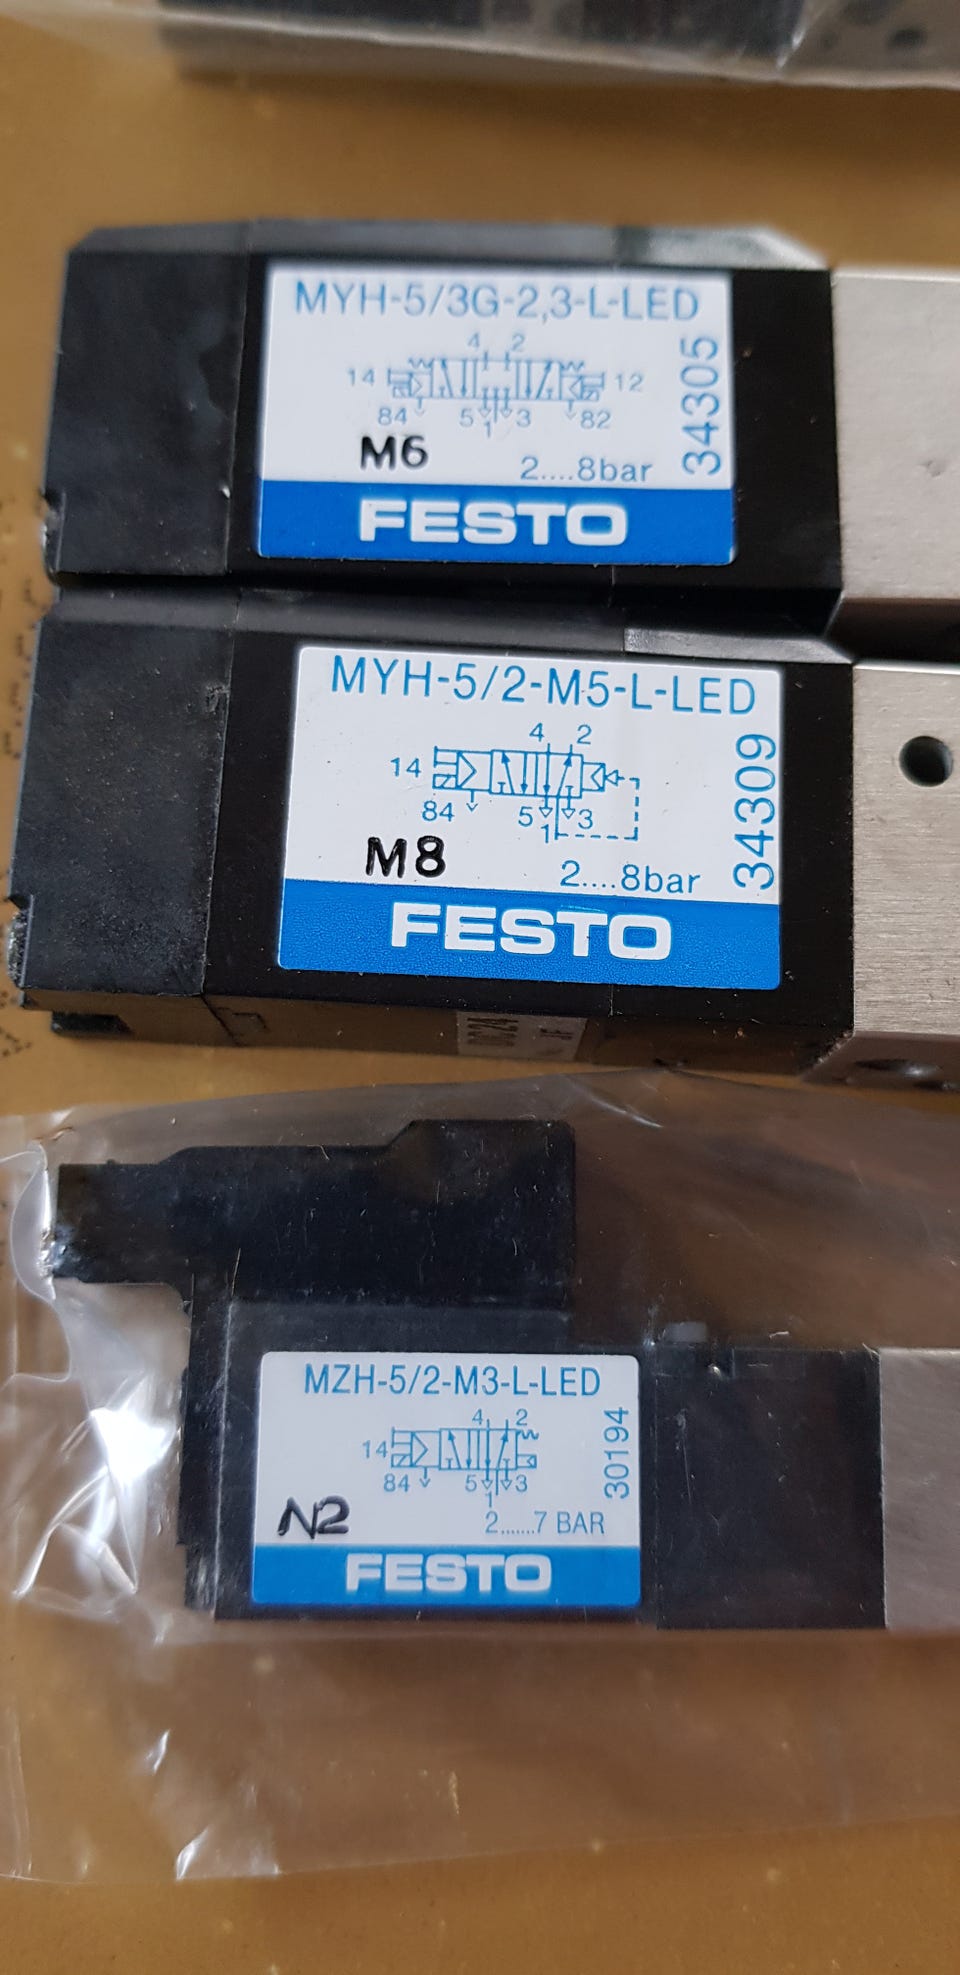 MYH-5/3G-2,3-L-LED
4 2
14 12
84 5 3 82
1
M6
2....8bar
34305
FESTO
MYH-5/2-M5-L-LED
4 2
14
84 5 3
1
M8
2....8bar
34309
FESTO
MZH-5/2-M3-L-LED
4 2
14
84 5 3
1
N2
2.......7 BAR
30194
FESTO